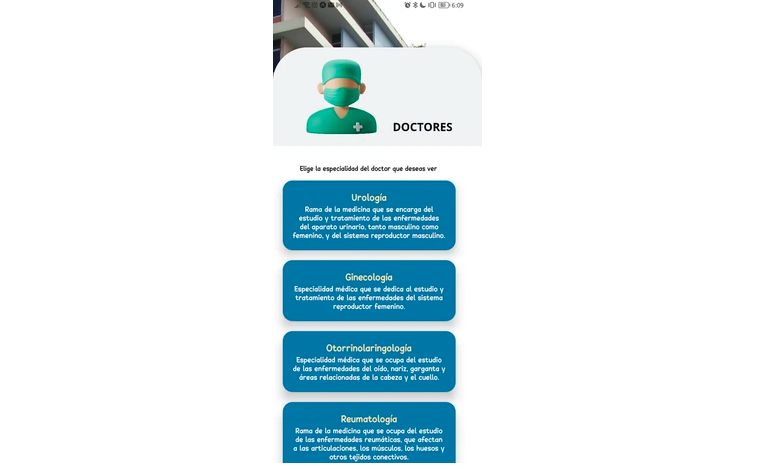 6:09
DOCTORES
Elige la especialidad del doctor que deseas ver
Urología
Rama de la medicina que se encarga del
estudio y tratamiento de las enfermedades
del aparato urinario, tanto masculino como
femenino, y del sistema reproductor masculino.
Ginecología
Especialidad médica que se dedica al estudio y
tratamiento de las enfermedades del sistema
reproductor femenino.
Otorrinolaringología
Especialidad médica que se ocupa del estudio
de las enfermedades del oído, nariz, garganta y
áreas relacionadas de la cabeza y el cuello.
Reumatología
Rama de la medicina que se ocupa del estudio
de las enfermedades reumáticas, que afectan
a las articulaciones, los músculos, los huesos y
otros tejidos conectivos.